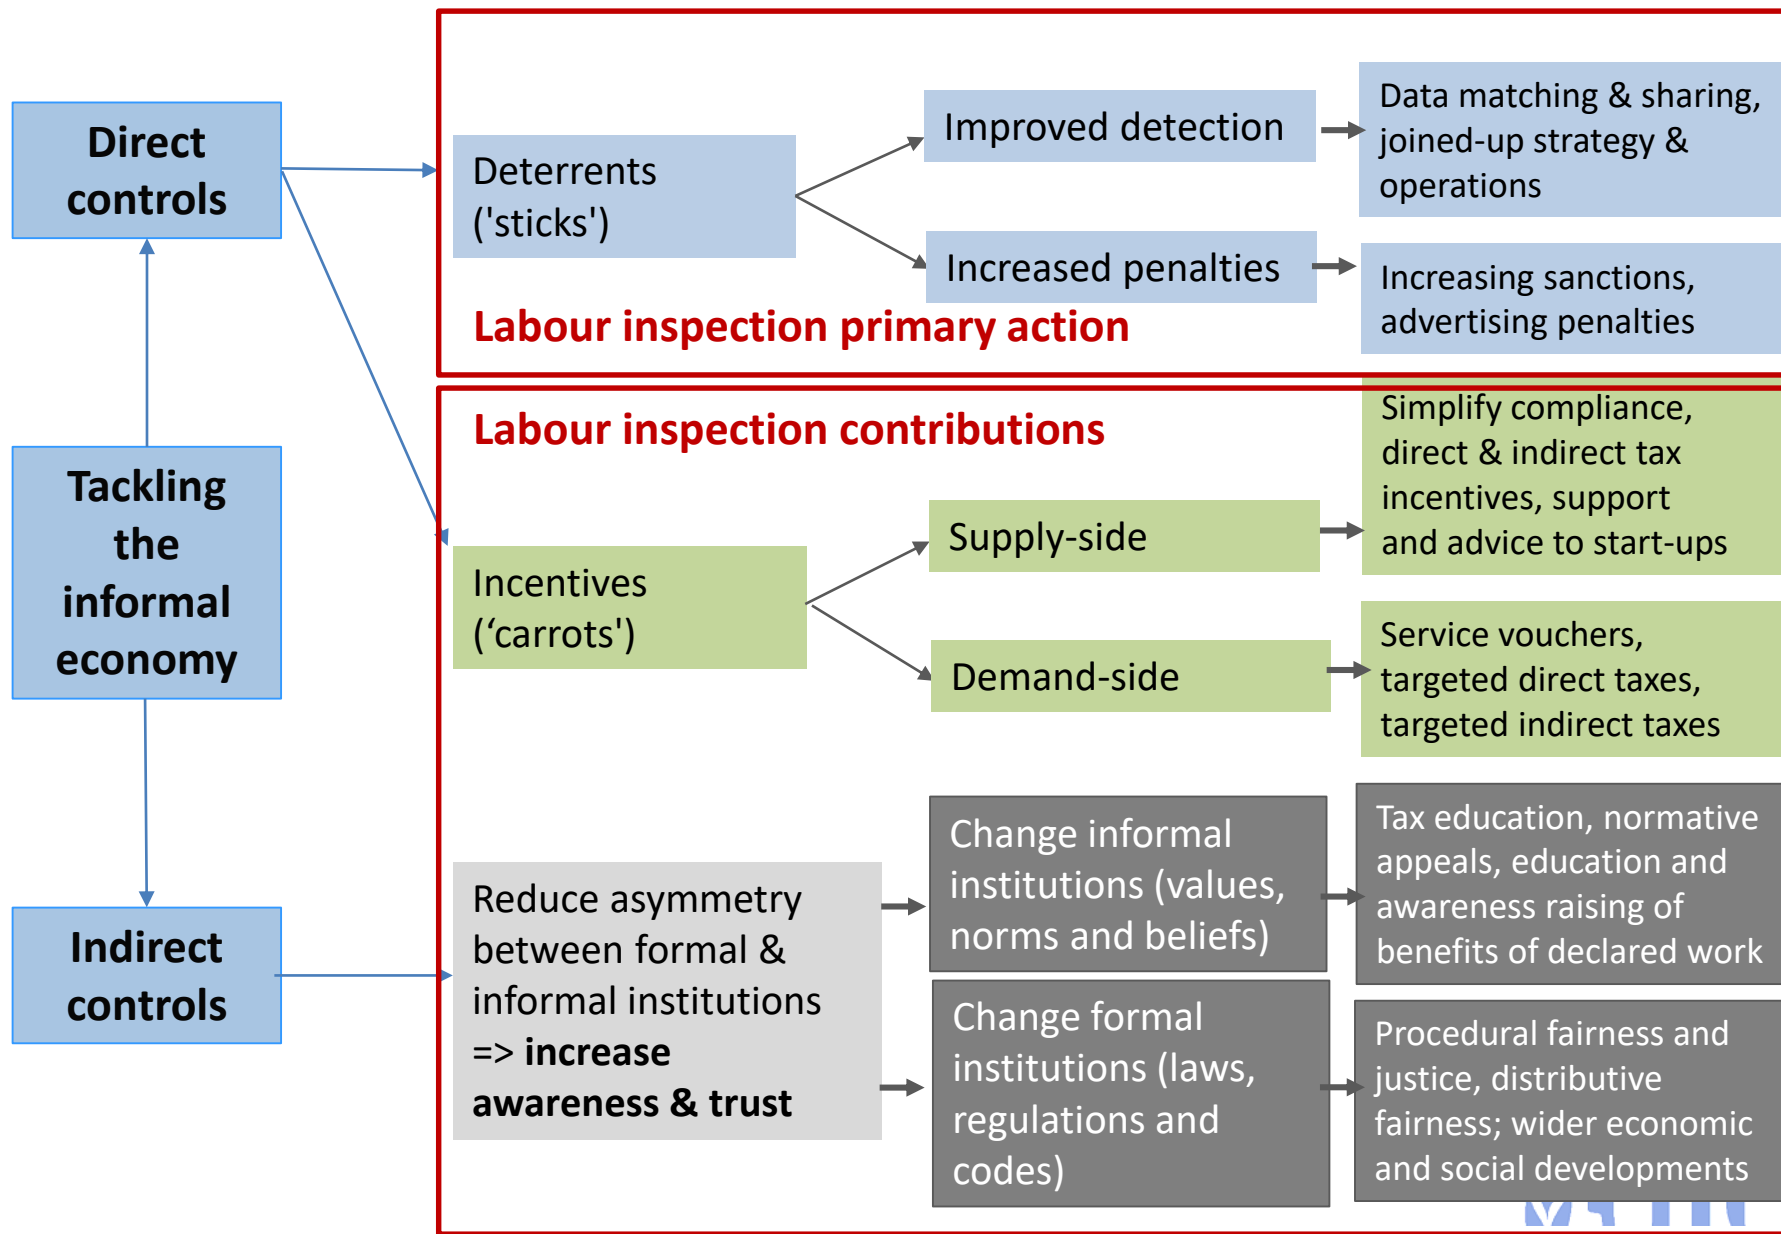 Direct
controls
Tackling
the
informal
economy
Indirect
controls
Deterrents
('sticks')
Improved detection
Data matching & sharing,
joined-up strategy &
operations
Increased penalties
Increasing sanctions,
advertising penalties
Labour inspection primary action
Labour inspection contributions
Incentives
(‘carrots')
Supply-side
Simplify compliance,
direct & indirect tax
incentives, support
and advice to start-ups
Demand-side
Service vouchers,
targeted direct taxes,
targeted indirect taxes
Reduce asymmetry
between formal &
informal institutions
=> increase
awareness & trust
Change informal
institutions (values,
norms and beliefs)
Tax education, normative
appeals, education and
awareness raising of
benefits of declared work
Change formal
institutions (laws,
regulations and
codes)
Procedural fairness and
justice, distributive
fairness; wider economic
and social developments